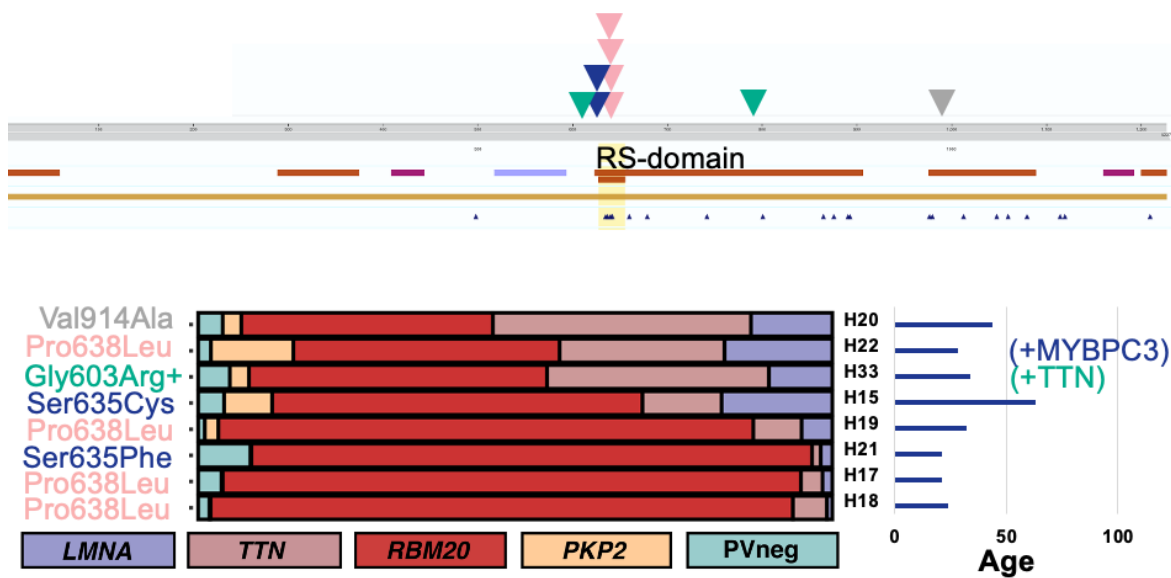 RS-domain
Val914Ala
H20
Pro638Leu
H22
(+MYBPC3)
Gly603Arg+
H33
(+TTN)
Ser635Cys
H15
Pro638Leu
H19
Ser635Phe
H21
Pro638Leu
H17
Pro638Leu
H18
LMNA
TTN
RBM20
PKP2
PVneg
0 50 100
Age